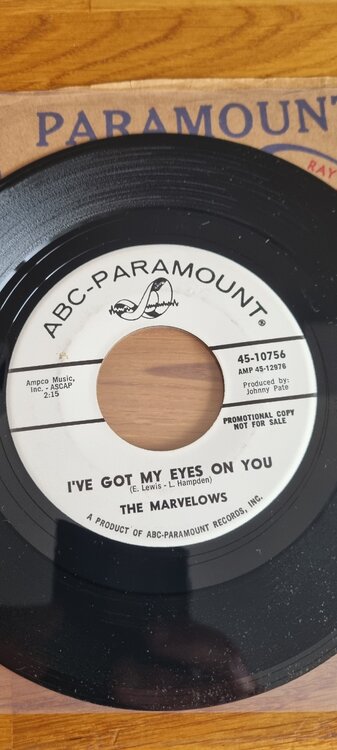 PARAMOUNT
RAY
ABC-PARAMOUNT®
45-10756
AMP 45-12976
Ampco Music,
Inc. - ASCAP
2:15
Produced by:
Johnny Pate
PROMOTIONAL COPY
NOT FOR SALE
I'VE GOT MY EYES ON YOU
(E. Lewis - L. Hampden)
THE MARVELOWS
A PRODUCT OF ABC-PARAMOUNT RECORDS, INC.